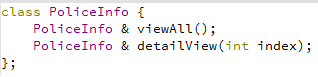 class PoliceInfo {
    PoliceInfo & viewAll();
    PoliceInfo & detailView(int index);
};